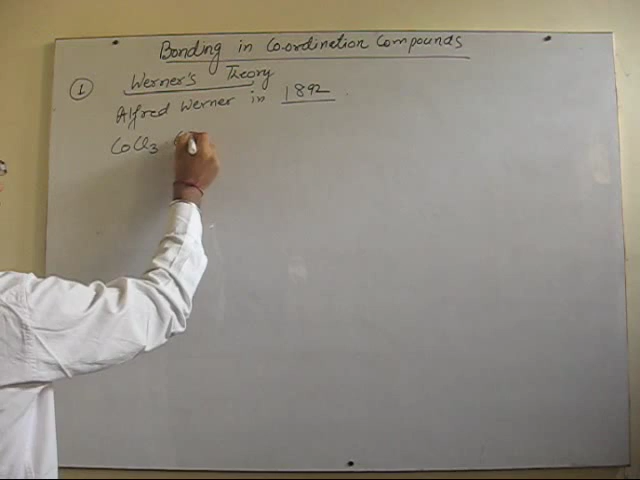 Bonding in Co-ordination Compounds
1 Werner's Theory
Alfred Werner in 1892
CoCl3